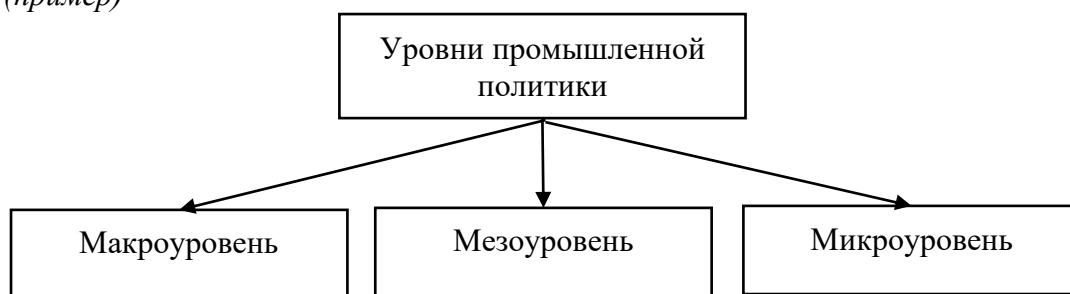 (пример)
Уровни промышленной
политики
Макроуровень
Мезоуровень
Микроуровень